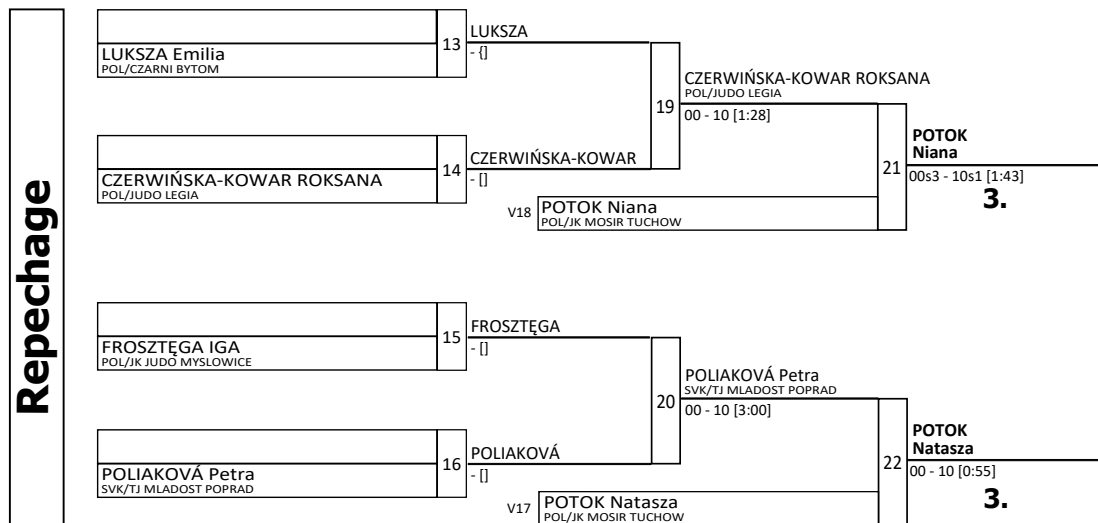 Repechage
LUKSZA Emilia
POL/CZARNI BYTOM
13
LUKSZA
- {]
CZERWIŃSKA-KOWAR ROKSANA
POL/JUDO LEGIA
14
CZERWIŃSKA-KOWAR
- []
19
CZERWIŃSKA-KOWAR ROKSANA
POL/JUDO LEGIA
00 - 10 [1:28]
V18
POTOK Niana
POL/JK MOSIR TUCHOW
21
POTOK
Niana
00s3 - 10s1 [1:43]
3.
FROSZTĘGA IGA
POL/JK JUDO MYSLOWICE
15
FROSZTĘGA
- []
POLIAKOVÁ Petra
SVK/TJ MLADOST POPRAD
16
POLIAKOVÁ
- []
20
POLIAKOVÁ Petra
SVK/TJ MLADOST POPRAD
00 - 10 [3:00]
V17
POTOK Natasza
POL/JK MOSIR TUCHOW
22
POTOK
Natasza
00 - 10 [0:55]
3.